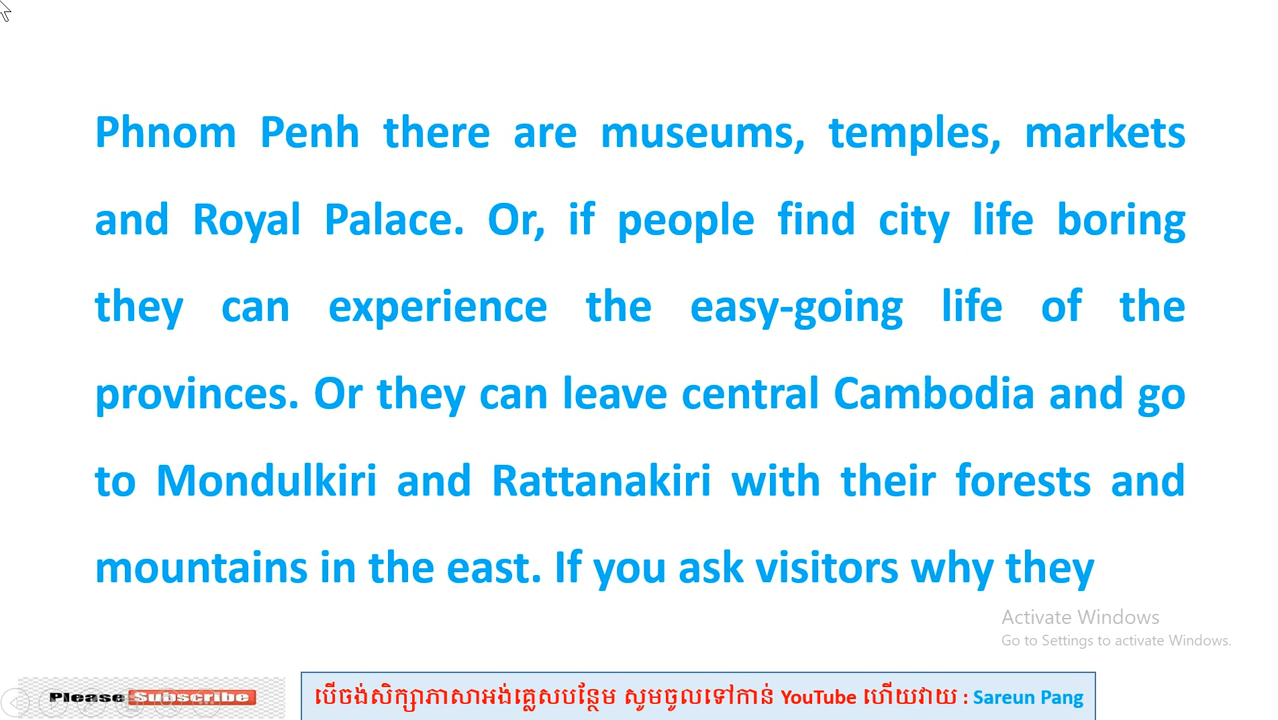 Phnom Penh there are museums, temples, markets
and Royal Palace. Or, if people find city life boring
they can experience the easy-going life of the
provinces. Or they can leave central Cambodia and go
to Mondulkiri and Rattanakiri with their forests and
mountains in the east. If you ask visitors why they
Activate Windows
Go to Settings to activate Windows.
Please Subscribe
បើចង់សិក្សាភាសាអង់គ្លេសបន្ថែម សូមចូលទៅកាន់ YouTube ហើយវាយ : Sareun Pang